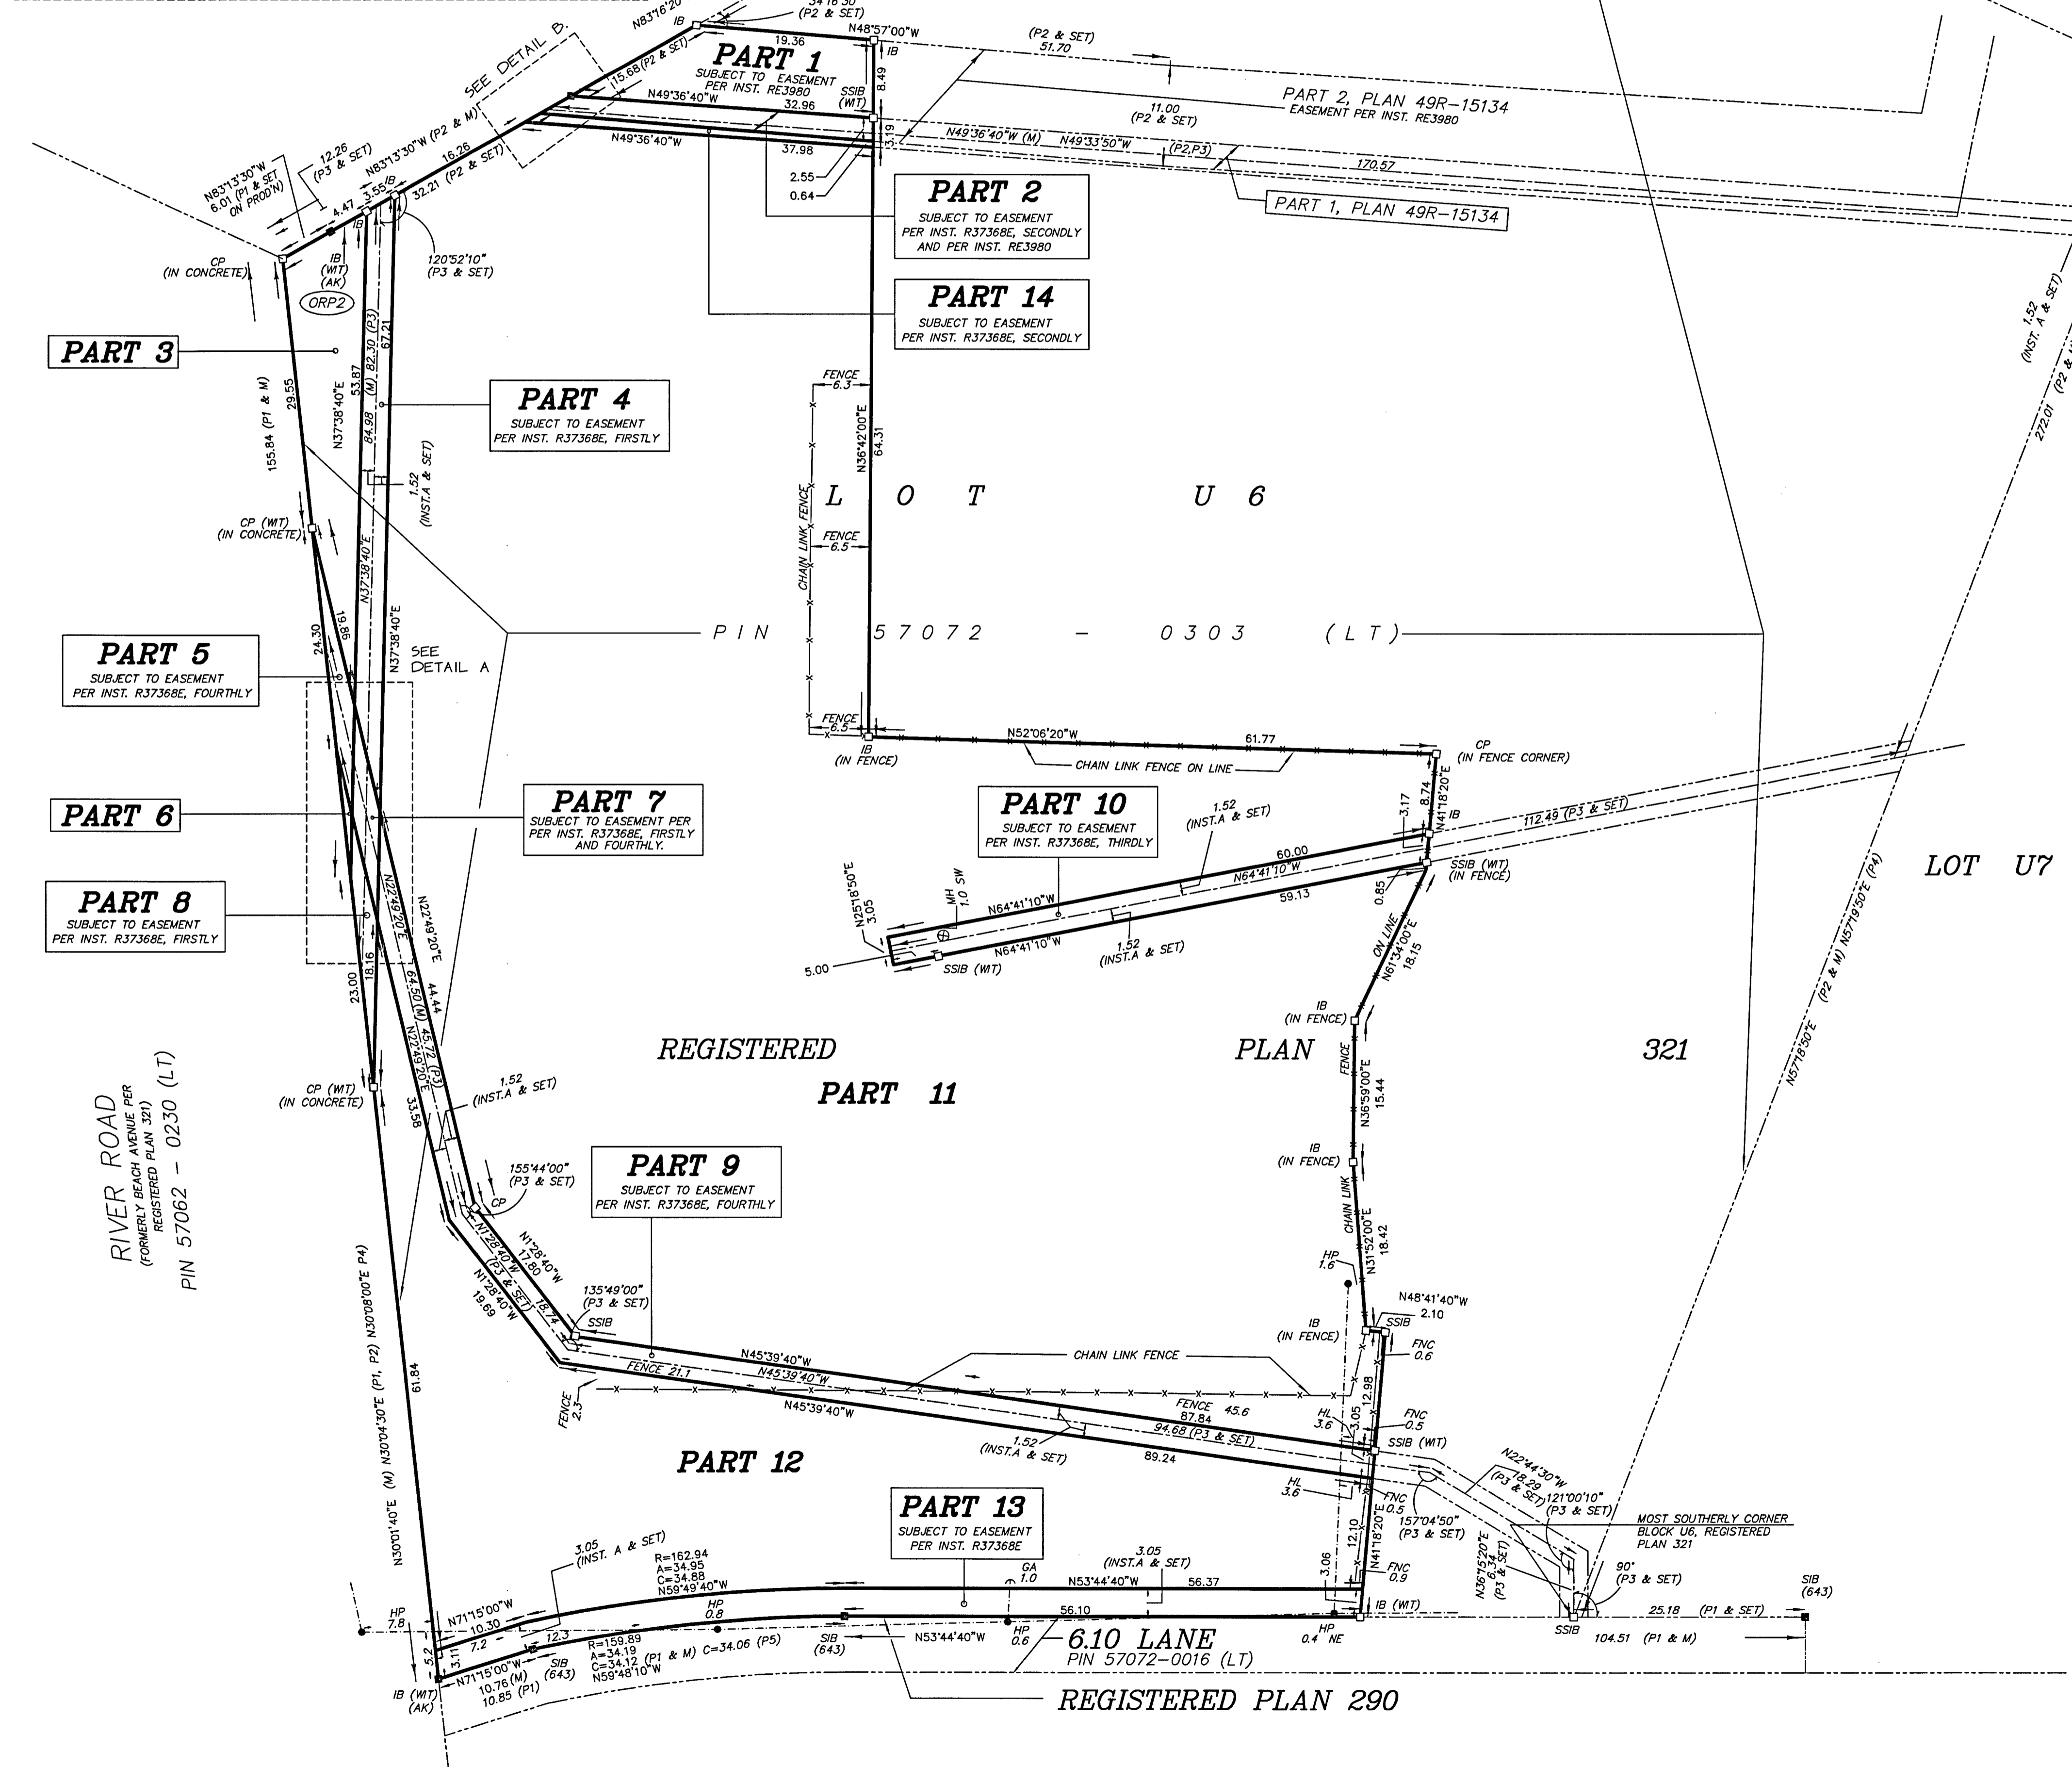 N83°16'20"
34°16'30"
(P2 & SET)
IB
N48°57'00"W
19.36
IB
15.68 (P2 & SET)
PART 1
SUBJECT TO EASEMENT
PER INST. RE3980
SEE DETAIL B.
8.49
SSIB
(WIT)
N49°36'40"W
32.96
N49°36'40"W
37.98
3.19
2.55
0.64
(P2 & SET)
51.70
PART 2, PLAN 49R-15134
EASEMENT PER INST. RE3980
11.00
(P2 & SET)
N49°36'40"W (M)
N49°33'50"W
(P2,P3)
170.57
PART 1, PLAN 49R-15134
N83°13'30"W
6.01 (P1 & SET
ON PROD'N)
12.26
(P3 & SET)
N83°13'30"W (P2 & M)
16.26
32.21 (P2 & SET)
4.47
3.55
IB
IB
CP
(IN CONCRETE)
IB
(WIT)
(AK)
ORP2
120°52'10"
(P3 & SET)
PART 2
SUBJECT TO EASEMENT
PER INST. R37368E, SECONDLY
AND PER INST. RE3980
PART 14
SUBJECT TO EASEMENT
PER INST. R37368E, SECONDLY
PART 3
PART 4
SUBJECT TO EASEMENT
PER INST. R37368E, FIRSTLY
155.84 (P1 & M)
29.55
N37°38'40"E
53.87
84.98 (M) 82.30 (P3)
67.21
1.52
(INST.A & SET)
N37°38'40"E
N37°38'40"E
CP (WIT)
(IN CONCRETE)
FENCE
6.3
CHAIN LINK FENCE
FENCE
6.5
FENCE
6.5
N36°42'00"E
64.31
LOT U6
PIN 57072 - 0303 (LT)
1.52
(INST. A & SET)
272.01
24.30
19.86
SEE
DETAIL A
PART 5
SUBJECT TO EASEMENT
PER INST. R37368E, FOURTHLY
PART 6
PART 7
SUBJECT TO EASEMENT PER
PER INST. R37368E, FIRSTLY
AND FOURTHLY.
PART 8
SUBJECT TO EASEMENT
PER INST. R37368E, FIRSTLY
IB
(IN FENCE)
N52°06'20"W
61.77
CHAIN LINK FENCE ON LINE
CP
(IN FENCE CORNER)
N41°18'20"E
8.74
3.17
IB
112.49 (P3 & SET)
PART 10
SUBJECT TO EASEMENT
PER INST. R37368E, THIRDLY
1.52
(INST.A & SET)
60.00
N64°41'10"W
N64°41'10"W
59.13
N64°41'10"W
1.52
(INST.A & SET)
N25°18'50"E
3.05
MH
1.0 SW
5.00
SSIB (WIT)
0.85
SSIB (WIT)
(IN FENCE)
ON LINE
N61°34'00"E
18.15
LOT U7
N57°18'50"E (P2 & M) N57°19'50"E (P4)
23.00
18.16
N22°49'20"E
N22°49'20"E
44.44
64.50 (M) 45.72 (P3)
N22°49'20"E
33.58
1.52
(INST.A & SET)
CP (WIT)
(IN CONCRETE)
REGISTERED PLAN 321
PART 11
IB
(IN FENCE)
FENCE
N36°59'00"E
15.44
IB
(IN FENCE)
CHAIN LINK
N31°52'00"E
18.42
RIVER ROAD
(FORMERLY BEACH AVENUE PER
REGISTERED PLAN 321)
PIN 57062 - 0230 (LT)
155°44'00"
(P3 & SET)
CP
PART 9
SUBJECT TO EASEMENT
PER INST. R37368E, FOURTHLY
N1°28'40"W
17.80
N1°28'40"W
(P3 & SET)
18.74
N1°28'40"W
19.69
135°49'00"
(P3 & SET)
SSIB
HP
1.6
N48°41'40"W
2.10
SSIB
IB
(IN FENCE)
FNC
0.6
N45°39'40"W
N45°39'40"W
FENCE 21.1
N45°39'40"W
CHAIN LINK FENCE
FENCE
2.3
FENCE 45.6
87.84
94.68 (P3 & SET)
89.24
1.52
(INST.A & SET)
HL
3.6
3.05
12.98
FNC
0.5
SSIB (WIT)
HL
3.6
FNC
0.5
12.10
N41°18'20"E
157°04'50"
(P3 & SET)
N22°44'30"W
18.29
(P3 & SET)
121°00'10"
(P3 & SET)
MOST SOUTHERLY CORNER
BLOCK U6, REGISTERED
PLAN 321
N36°15'20"E
6.34
(P3 & SET)
90°
(P3 & SET)
SIB
(643)
N30°01'40"E (M) N30°04'30"E (P1, P2) N30°08'00"E P4)
61.84
PART 12
PART 13
SUBJECT TO EASEMENT
PER INST. R37368E
3.05
(INST. A & SET)
R=162.94
A=34.95
C=34.88
N59°49'40"W
GA
1.0
3.05
(INST.A & SET)
N53°44'40"W
56.37
3.06
FNC
0.9
HP
7.8
N71°15'00"W
10.30
7.2
12.3
HP
0.8
56.10
IB (WIT)
5.2
3.11
N71°15'00"W
10.76 (M)
10.85 (P1)
SIB
(643)
R=159.89
A=34.19
C=34.12 (P1 & M) C=34.06 (P5)
N59°48'10"W
SIB
(643)
N53°44'40"W
HP
0.6
6.10 LANE
PIN 57072-0016 (LT)
HP
0.4 NE
SSIB
25.18 (P1 & SET)
104.51 (P1 & M)
IB (WIT)
(AK)
REGISTERED PLAN 290